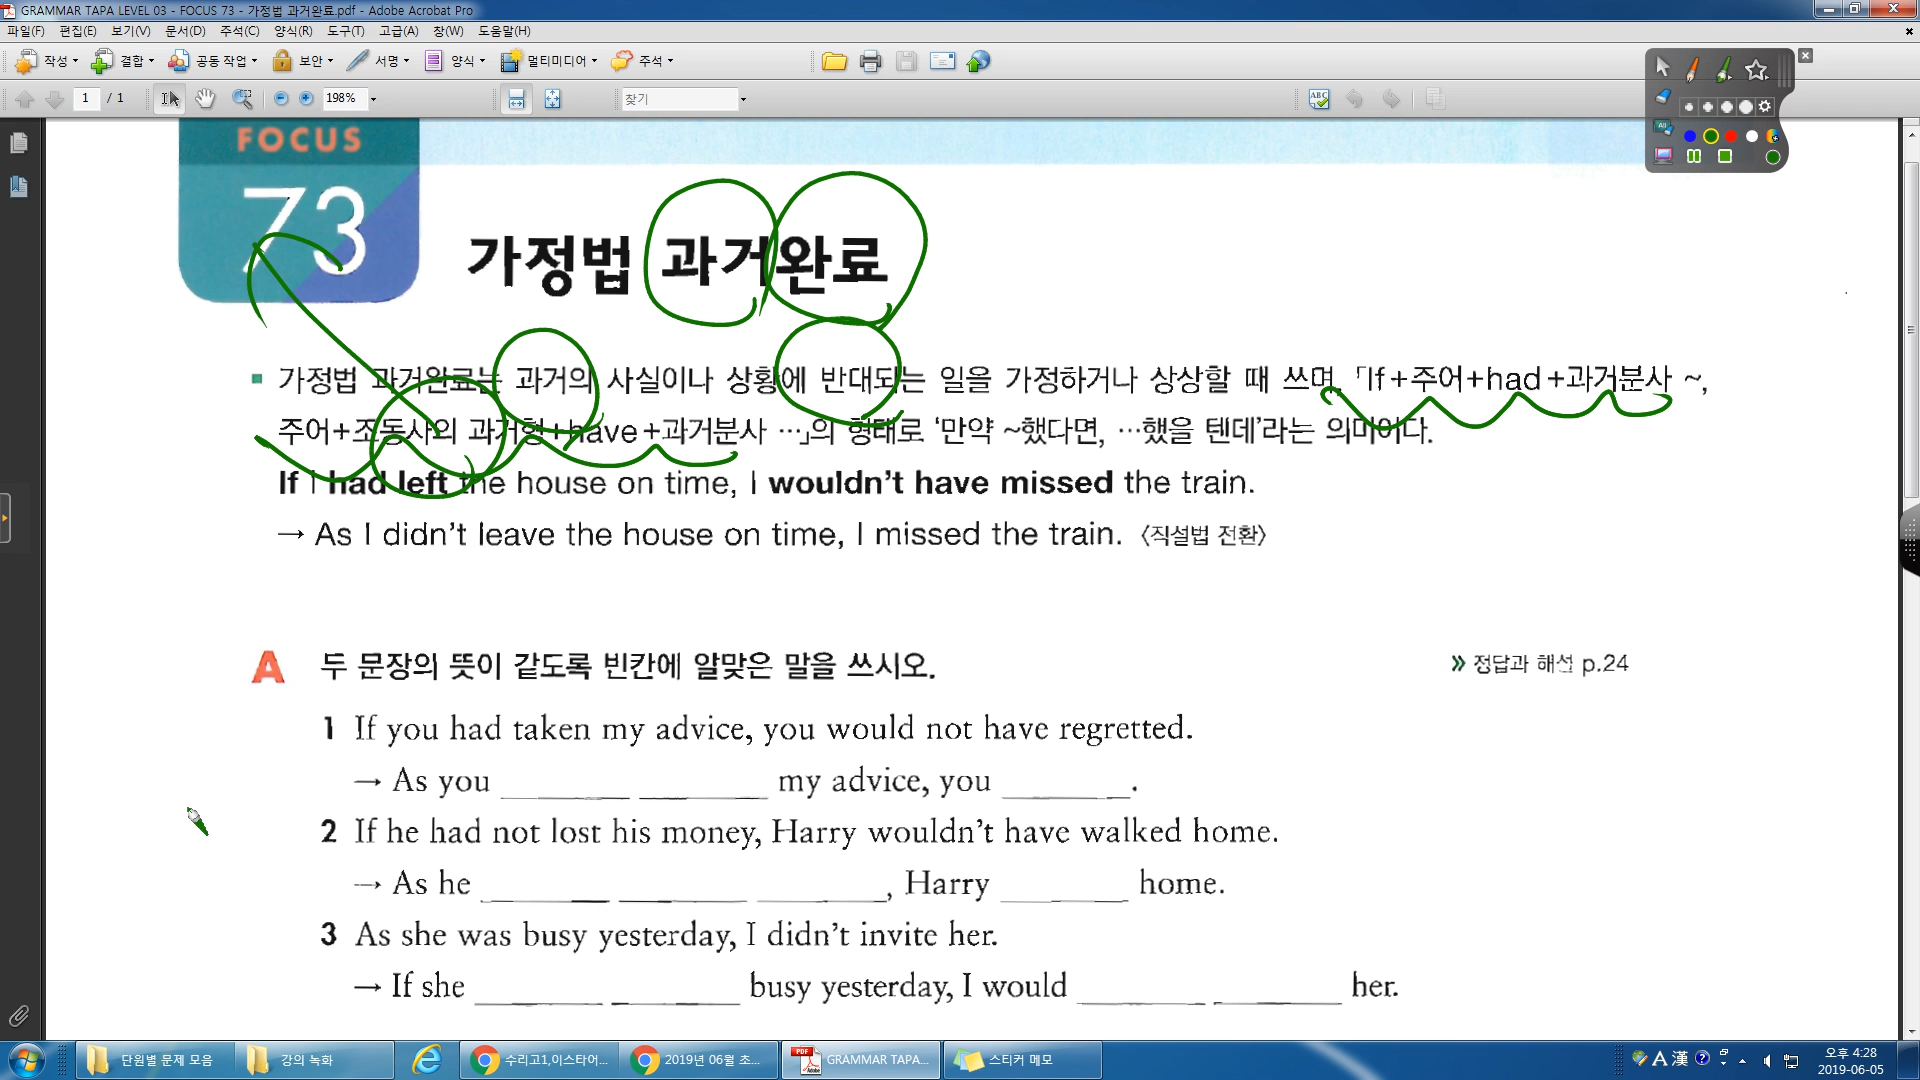 GRAMMAR TAPA LEVEL 03 - FOCUS 73 - 가정법 과거완료.pdf - Adobe Acrobat Pro
파일(F) 편집(E) 보기(V) 문서(D) 주석(C) 양식(R) 도구(T) 고급(A) 창(W) 도움말(H)
작성 결합 공동 작업 보안 서명 양식 멀티미디어 주석
1 / 1 198% 찾기
FOCUS
73
가정법 과거완료
가정법 과거완료는 과거의 사실이나 상황에 반대되는 일을 가정하거나 상상할 때 쓰며, 「If+주어+had+과거분사 ~,
주어+조동사의 과거형+have+과거분사 …」의 형태로 ‘만약 ~했다면, …했을 텐데’라는 의미이다.
If I had left the house on time, I wouldn't have missed the train.
→ As I didn't leave the house on time, I missed the train. 〈직설법 전환〉
A 두 문장의 뜻이 같도록 빈칸에 알맞은 말을 쓰시오.
» 정답과 해설 p.24
1 If you had taken my advice, you would not have regretted.
→ As you ______ ______ my advice, you ______.
2 If he had not lost his money, Harry wouldn't have walked home.
→ As he ______ ______ ______, Harry ______ home.
3 As she was busy yesterday, I didn't invite her.
→ If she ______ ______ busy yesterday, I would ______ ______ her.
단원별 문제 모음 강의 녹화 수리고1,이스타어... 2019년 06월 초... GRAMMAR TAPA... 스티커 메모
A 漢
오후 4:28
2019-06-05